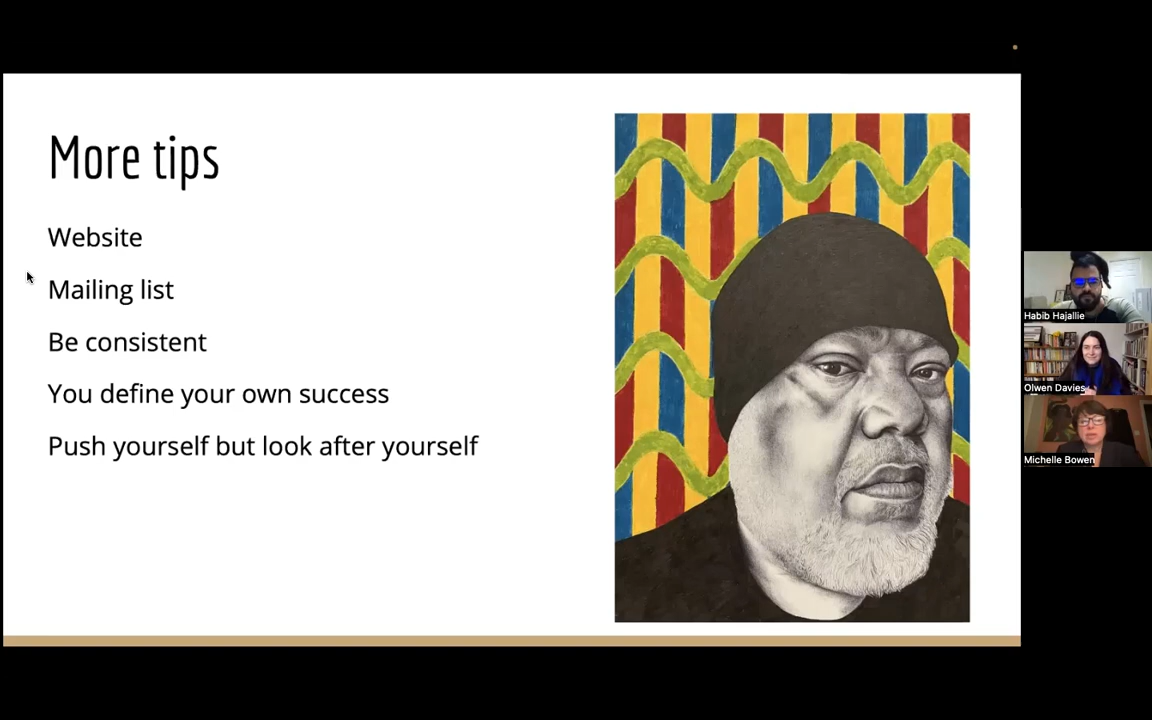 More tips
Website
Mailing list
Be consistent
You define your own success
Push yourself but look after yourself
Habib Hajallie
Olwen Davies
Michelle Bowen